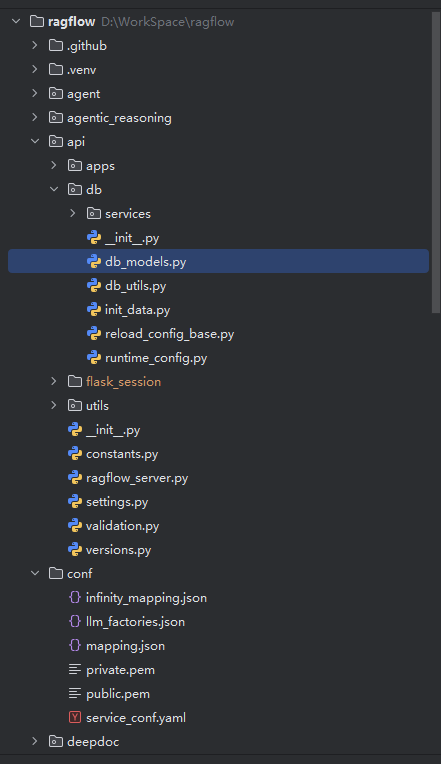 ragflow D:\WorkSpace\ragflow
.github
.venv
agent
agentic_reasoning
api
apps
db
services
__init__.py
db_models.py
db_utils.py
init_data.py
reload_config_base.py
runtime_config.py
flask_session
utils
__init__.py
constants.py
ragflow_server.py
settings.py
validation.py
versions.py
conf
infinity_mapping.json
llm_factories.json
mapping.json
private.pem
public.pem
service_conf.yaml
deepdoc